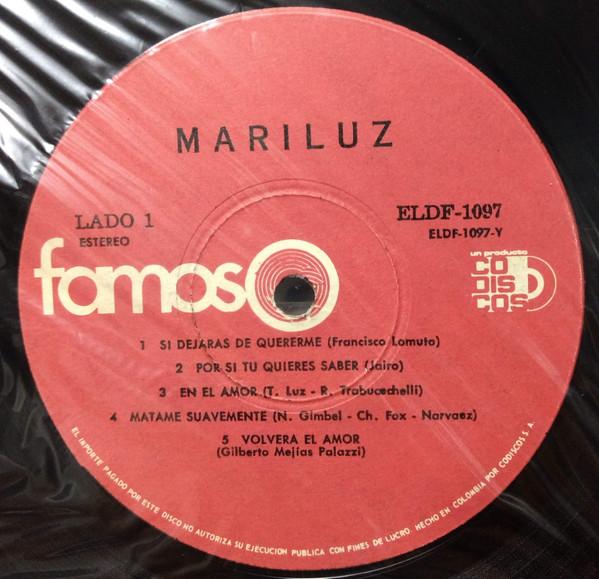 MARILUZ
LADO 1
ESTEREO
ELDF-1097
ELDF-1097-Y
famoso
un producto
CO
DIS
COS
1 SI DEJARAS DE QUERERME (Francisco Lomuto)
2 POR SI TU QUIERES SABER (Jairo)
3 EN EL AMOR (T. Luz - R. Trabucchelli)
4 MATAME SUAVEMENTE (N. Gimbel - Ch. Fox - Narvaez)
5 VOLVERA EL AMOR
(Gilberto Mejías Palazzi)
EL IMPORTE PAGADO POR ESTE DISCO NO AUTORIZA SU EJECUCION PUBLICA CON FINES DE LUCRO. HECHO EN COLOMBIA POR CODISCOS S.A.